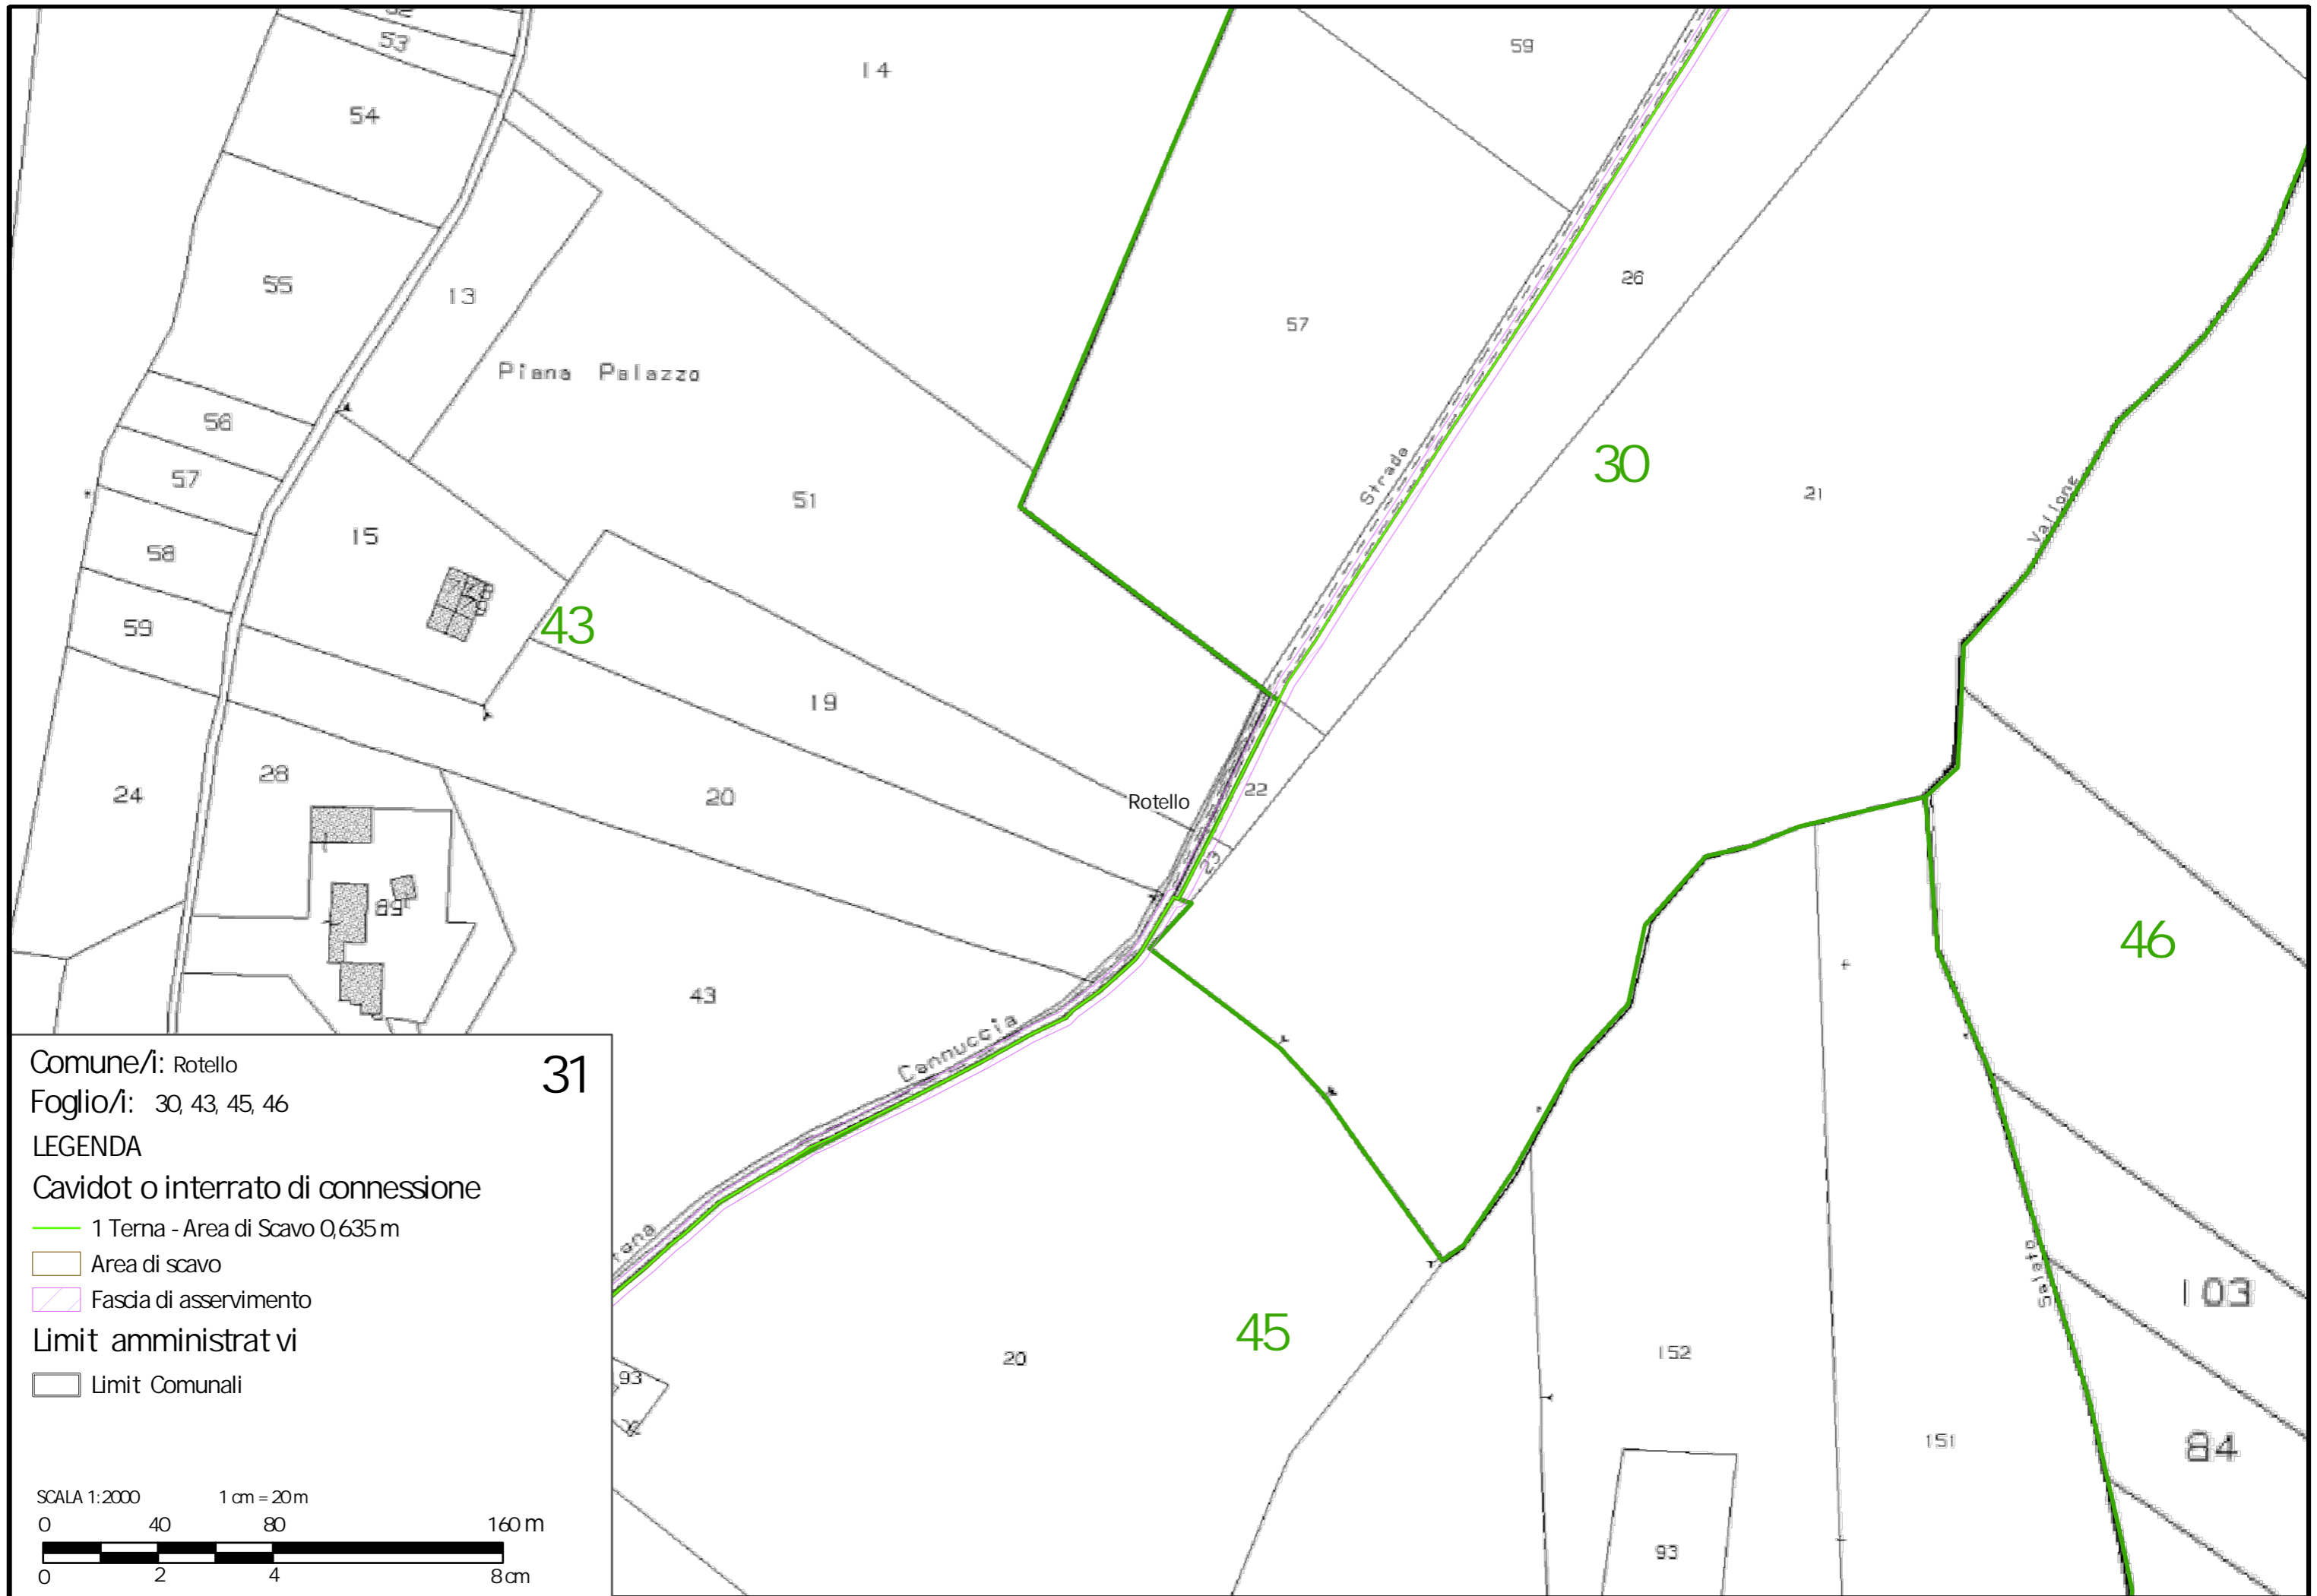 53
59
14
54
26
55
13
57
Piana Palazzo
56
Strada
30
57
51
21
Vallone
15
58
43
59
19
28
22
24
20
Rotello
23
89
46
43
Cannuccia
Comune/i: Rotello
31
Foglio/i: 30, 43, 45, 46
LEGENDA
Cavidot o interrato di connessione
1 Terna - Area di Scavo 0,635 m
Area di scavo
Fascia di asservimento
Limit amministrat vi
Limit Comunali
Saleto
103
45
20
152
93
151
84
93
SCALA 1:2000 1 cm = 20 m
0 40 80 160 m
0 2 4 8 cm